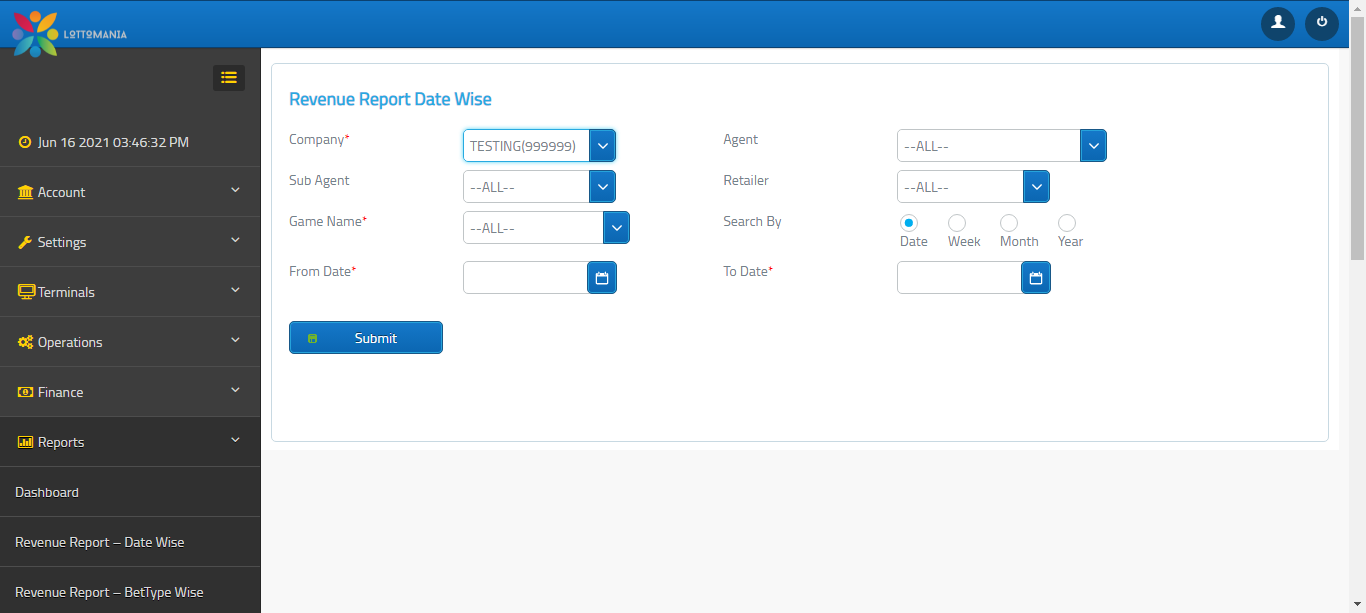 LOTTOMANIA
Jun 16 2021 03:46:32 PM
Account
Settings
Terminals
Operations
Finance
Reports
Dashboard
Revenue Report – Date Wise
Revenue Report – BetType Wise
Revenue Report Date Wise
Company* TESTING(999999) Agent --ALL--
Sub Agent --ALL-- Retailer --ALL--
Game Name* --ALL-- Search By
Date Week Month Year
From Date* To Date*
Submit